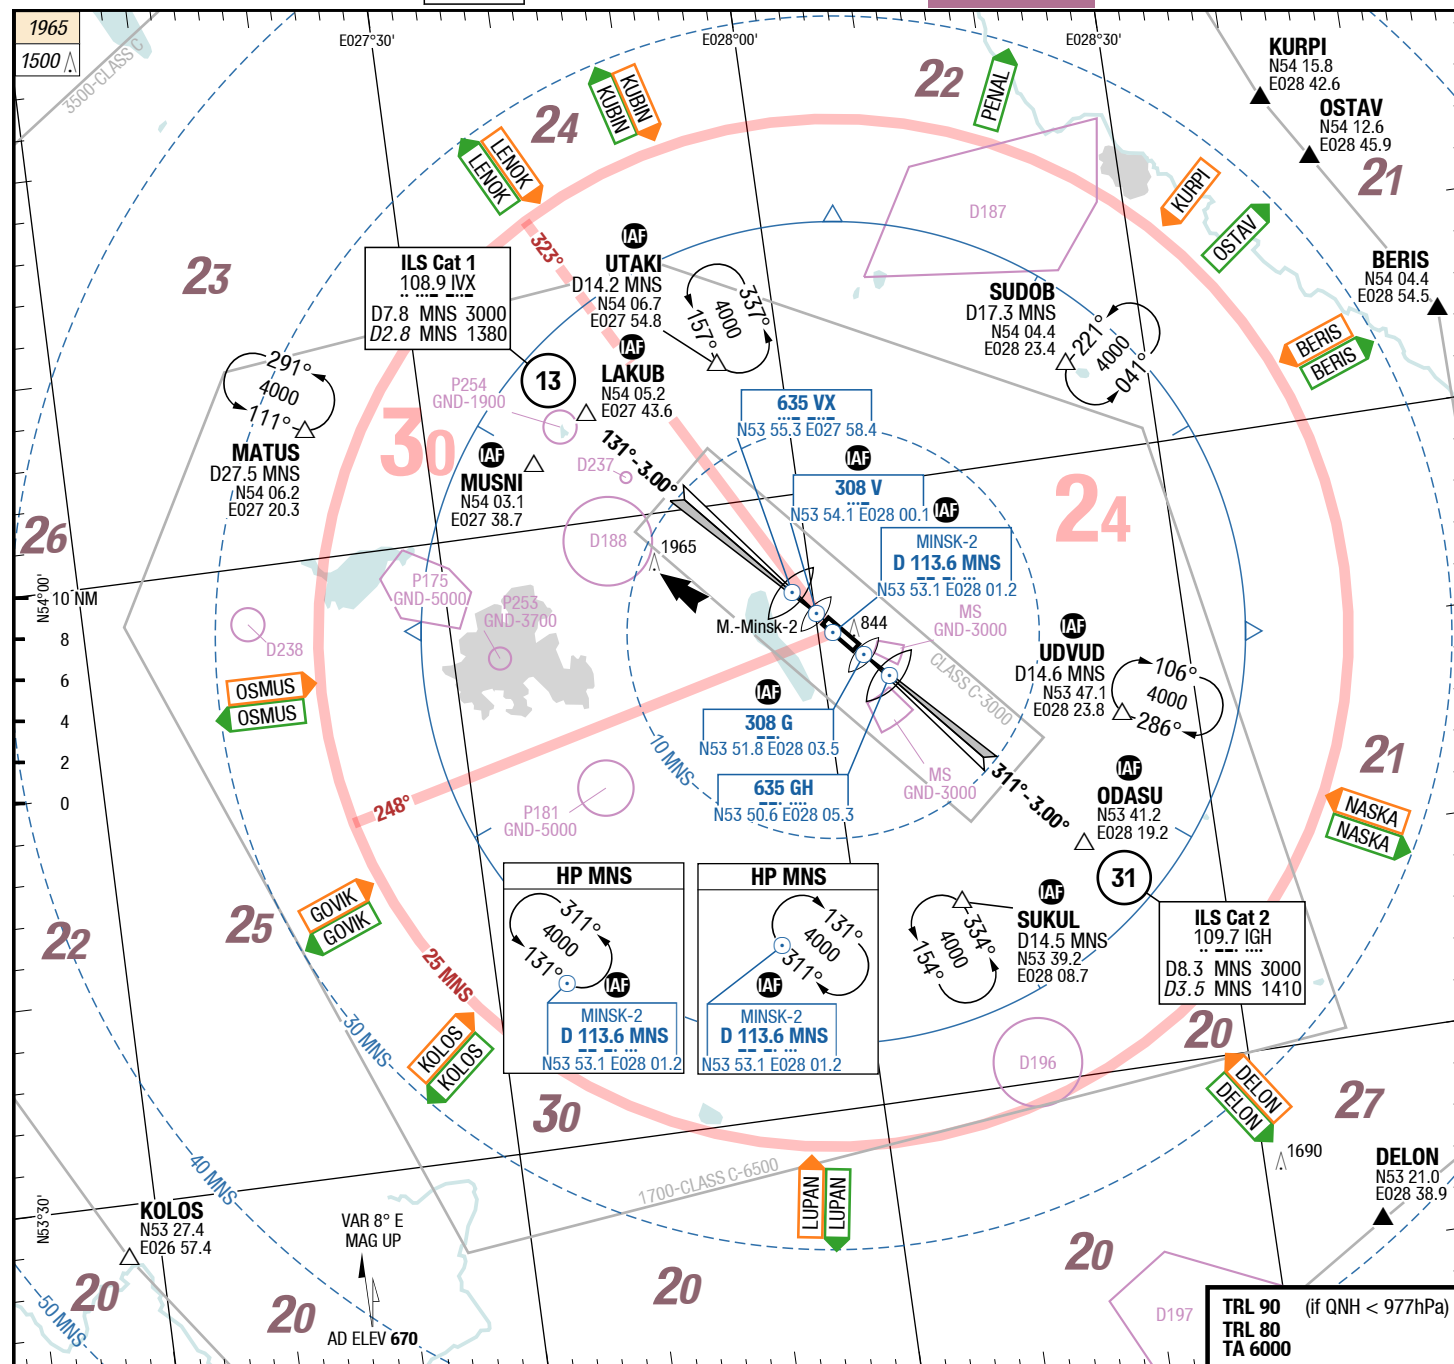 1965
1500
3500-CLASS C
E027°30'
E028°00'
E028°30'
KURPI
N54 15.8
E028 42.6
OSTAV
N54 12.6
E028 45.9
21
BERIS
N54 04.4
E028 54.5
22
24
23
KUBIN
KUBIN
LENOK
LENOK
PENAL
KURPI
OSTAV
BERIS
BERIS
D187
323°
ILS Cat 1
108.9 IVX
D7.8 MNS 3000
D2.8 MNS 1380
13
IAF
UTAKI
D14.2 MNS
N54 06.7
E027 54.8
337°
4000
157°
IAF
LAKUB
N54 05.2
E027 43.6
SUDOB
D17.3 MNS
N54 04.4
E028 23.4
221°
4000
041°
291°
4000
111°
MATUS
D27.5 MNS
N54 06.2
E027 20.3
P254
GND-1900
30
IAF
MUSNI
N54 03.1
E027 38.7
D237
131°-3.00°
635 VX
N53 55.3 E027 58.4
IAF
308 V
N53 54.1 E028 00.1
IAF
MINSK-2
D 113.6 MNS
N53 53.1 E028 01.2
24
26
N54°00'
10 NM
8
6
4
2
0
D188
1965
P175
GND-5000
P253
GND-3700
D238
M.-Minsk-2
844
MS
GND-3000
CLASS C-3000
IAF
UDVUD
D14.6 MNS
N53 47.1
E028 23.8
106°
4000
286°
OSMUS
OSMUS
IAF
308 G
N53 51.8 E028 03.5
10 MNS
635 GH
N53 50.6 E028 05.3
MS
GND-3000
311°-3.00°
IAF
ODASU
N53 41.2
E028 19.2
21
NASKA
NASKA
248°
P181
GND-5000
31
ILS Cat 2
109.7 IGH
D8.3 MNS 3000
D3.5 MNS 1410
GOVIK
GOVIK
25
22
25 MNS
HP MNS
311°
4000
131°
IAF
MINSK-2
D 113.6 MNS
N53 53.1 E028 01.2
HP MNS
131°
4000
311°
IAF
MINSK-2
D 113.6 MNS
N53 53.1 E028 01.2
IAF
SUKUL
D14.5 MNS
N53 39.2
E028 08.7
334°
4000
154°
30 MNS
KOLOS
KOLOS
D196
20
DELON
DELON
27
30
1690
DELON
N53 21.0
E028 38.9
40 MNS
1700-CLASS C-6500
LUPAN
LUPAN
N53°30'
KOLOS
N53 27.4
E026 57.4
VAR 8° E
MAG UP
AD ELEV 670
20
20
20
20
50 MNS
D197
TRL 90 (if QNH < 977hPa)
TRL 80
TA 6000